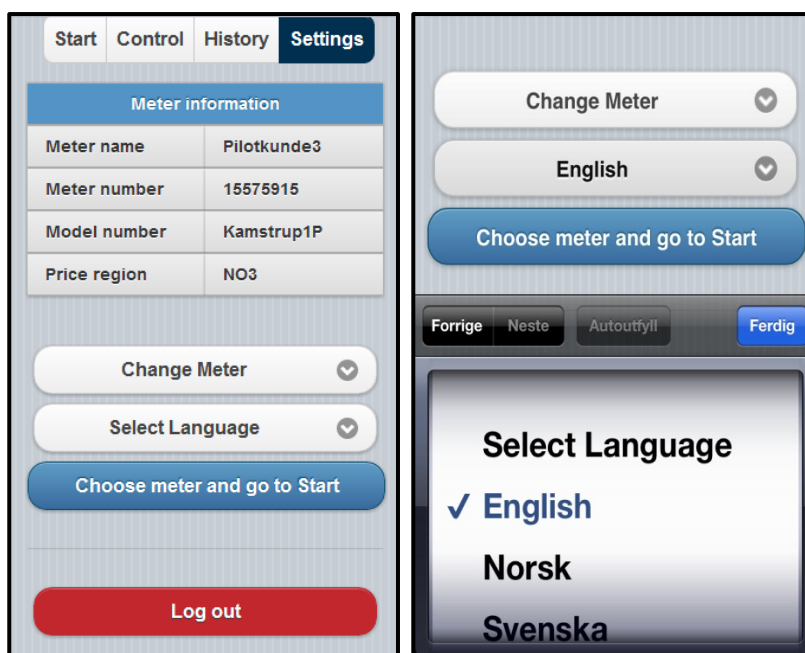 Start Control History Settings
Meter information
Meter name Pilotkunde3
Meter number 15575915
Model number Kamstrup1P
Price region NO3
Change Meter
Select Language
Choose meter and go to Start
Log out
Change Meter
English
Choose meter and go to Start
Forrige Neste Autoutfyll Ferdig
Select Language
✓ English
Norsk
Svenska